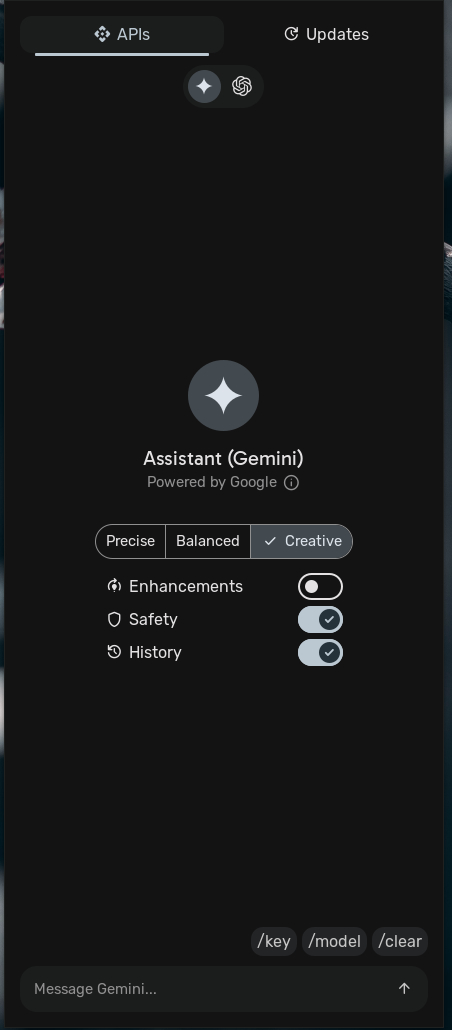 APIs
Updates
Assistant (Gemini)
Powered by Google
Precise
Balanced
Creative
Enhancements
Safety
History
/key
/model
/clear
Message Gemini...